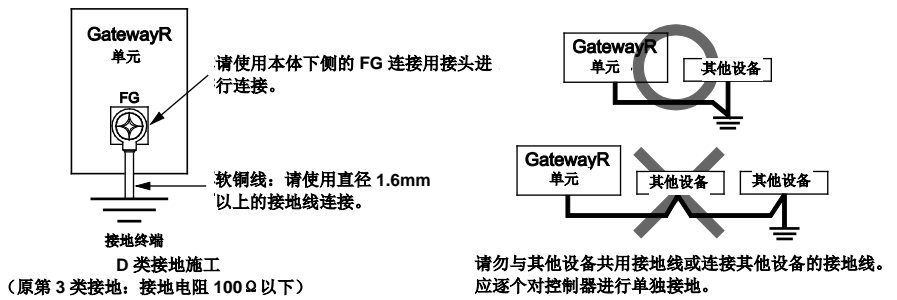 GatewayR
单元
FG
请使用本体下侧的 FG 连接用接头进
行连接。
软铜线：请使用直径 1.6mm
以上的接地线连接。
接地终端
D 类接地施工
（原第 3 类接地：接地电阻 100Ω以下）
GatewayR
单元
其他设备
GatewayR
单元
其他设备
其他设备
请勿与其他设备共用接地线或连接其他设备的接地线。
应逐个对控制器进行单独接地。